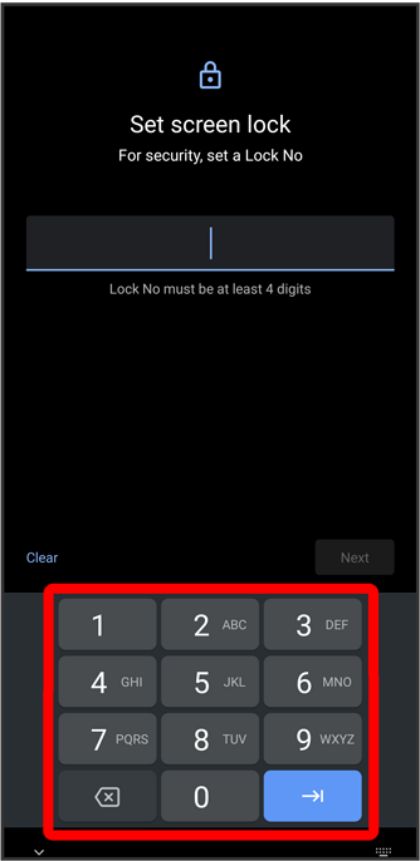 Set screen lock
For security, set a Lock No
Lock No must be at least 4 digits
Clear
Next
1
2 ABC
3 DEF
4 GHI
5 JKL
6 MNO
7 PQRS
8 TUV
9 WXYZ
0